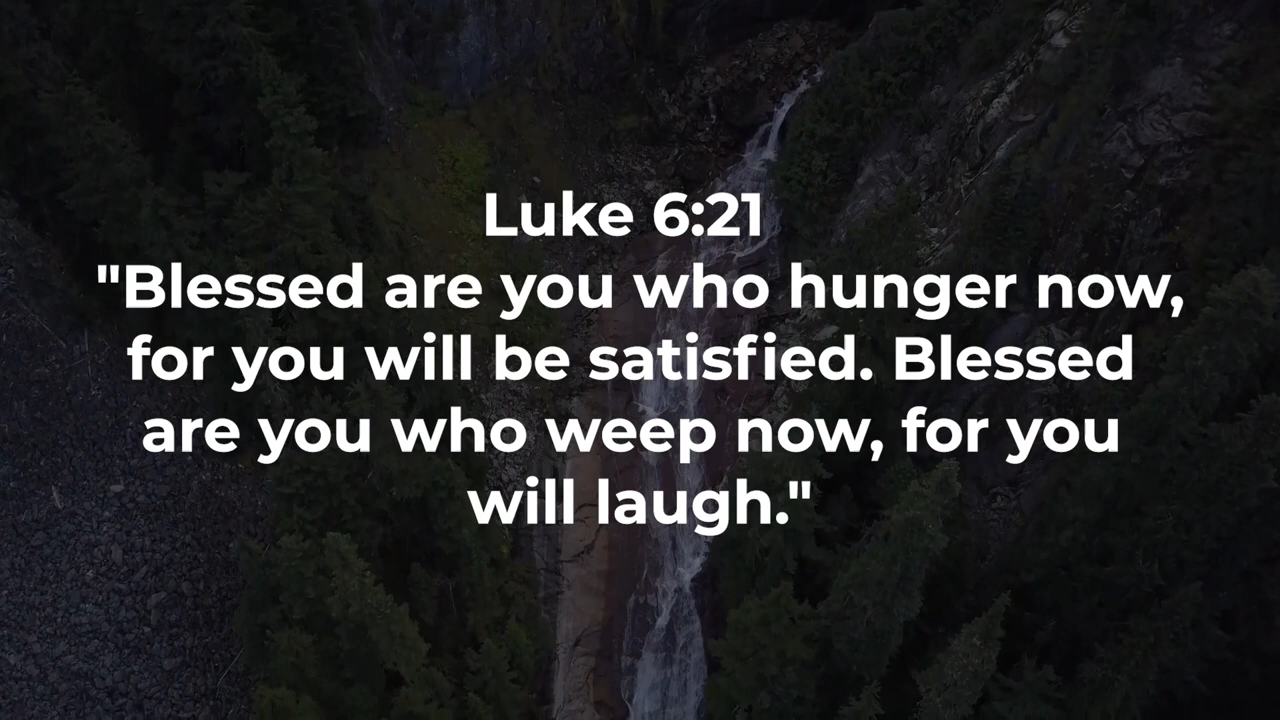 Luke 6:21
"Blessed are you who hunger now,
for you will be satisfied. Blessed
are you who weep now, for you
will laugh."